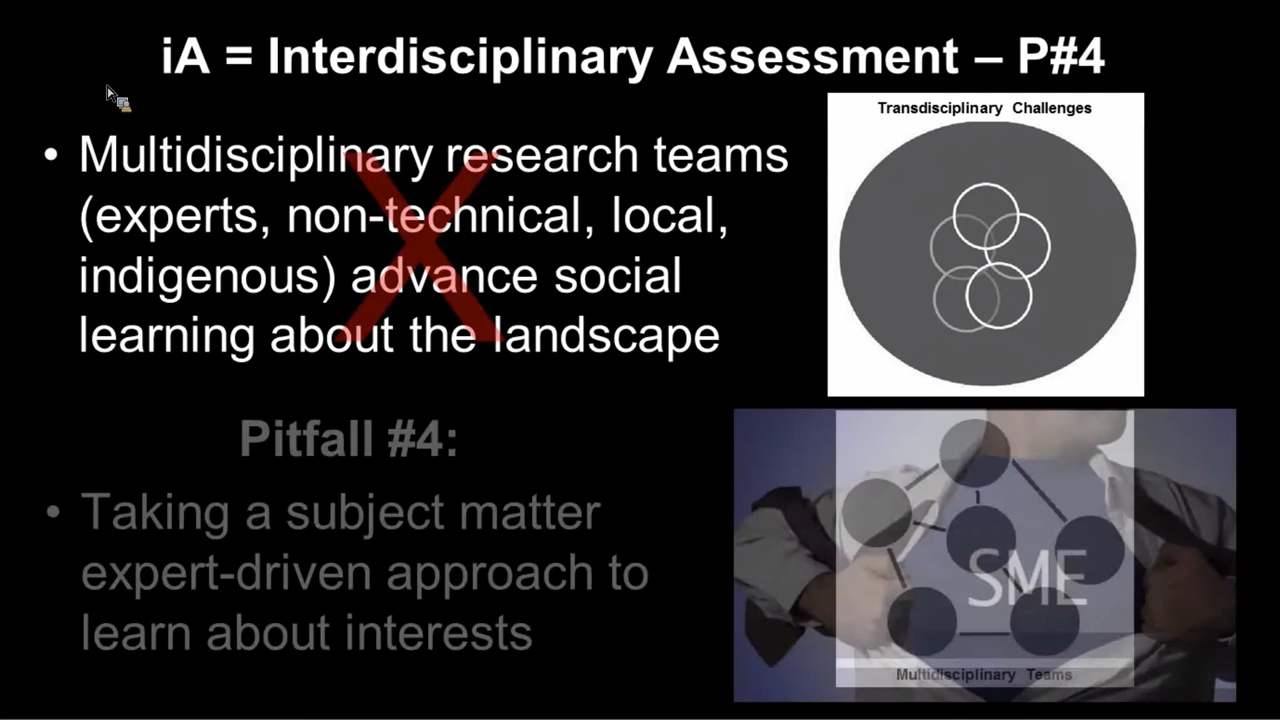 iA = Interdisciplinary Assessment – P#4
Transdisciplinary Challenges
• Multidisciplinary research teams
(experts, non-technical, local,
indigenous) advance social
learning about the landscape
X
Pitfall #4:
• Taking a subject matter
expert-driven approach to
learn about interests
SME
Multidisciplinary Teams